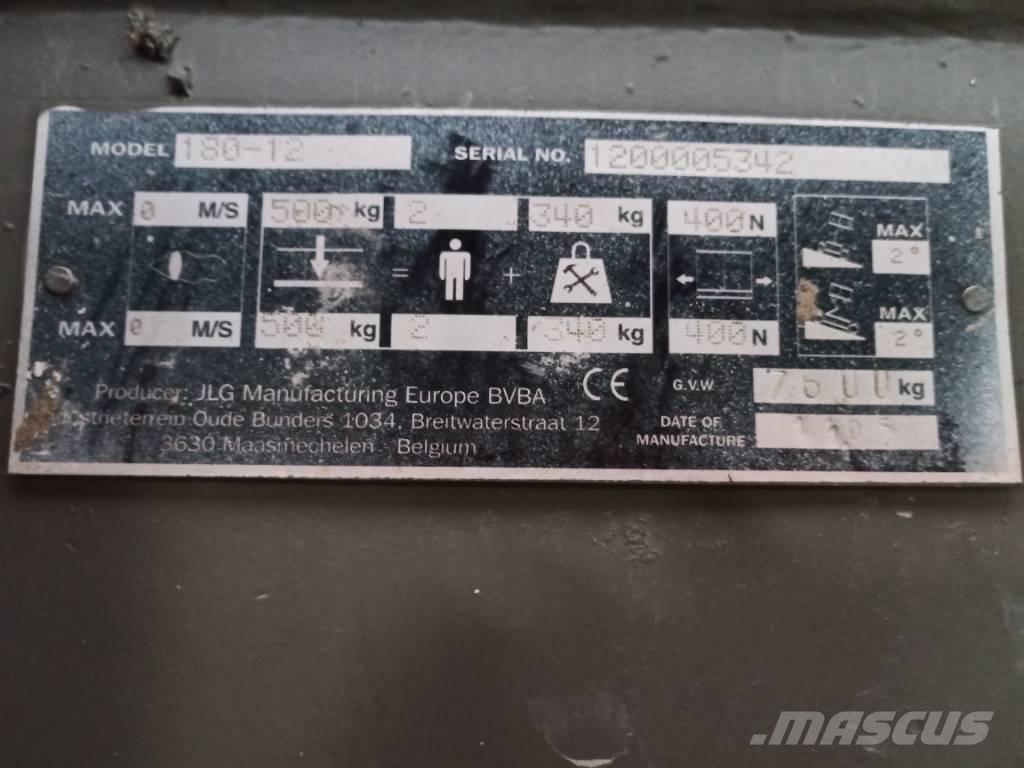 MODEL 180-12 SERIAL NO. 1200005342
MAX 0 M/S 500 kg 2 340 kg 400 N
MAX 2°
= +
MAX 0 M/S 500 kg 2 340 kg 400 N
MAX 2°
Producer: JLG Manufacturing Europe BVBA CE G.V.W 7600 kg
Oude Bunders 1034, Breitwaterstraat 12
DATE OF
MANUFACTURE
3630 Maasmechelen - Belgium
MASCUS